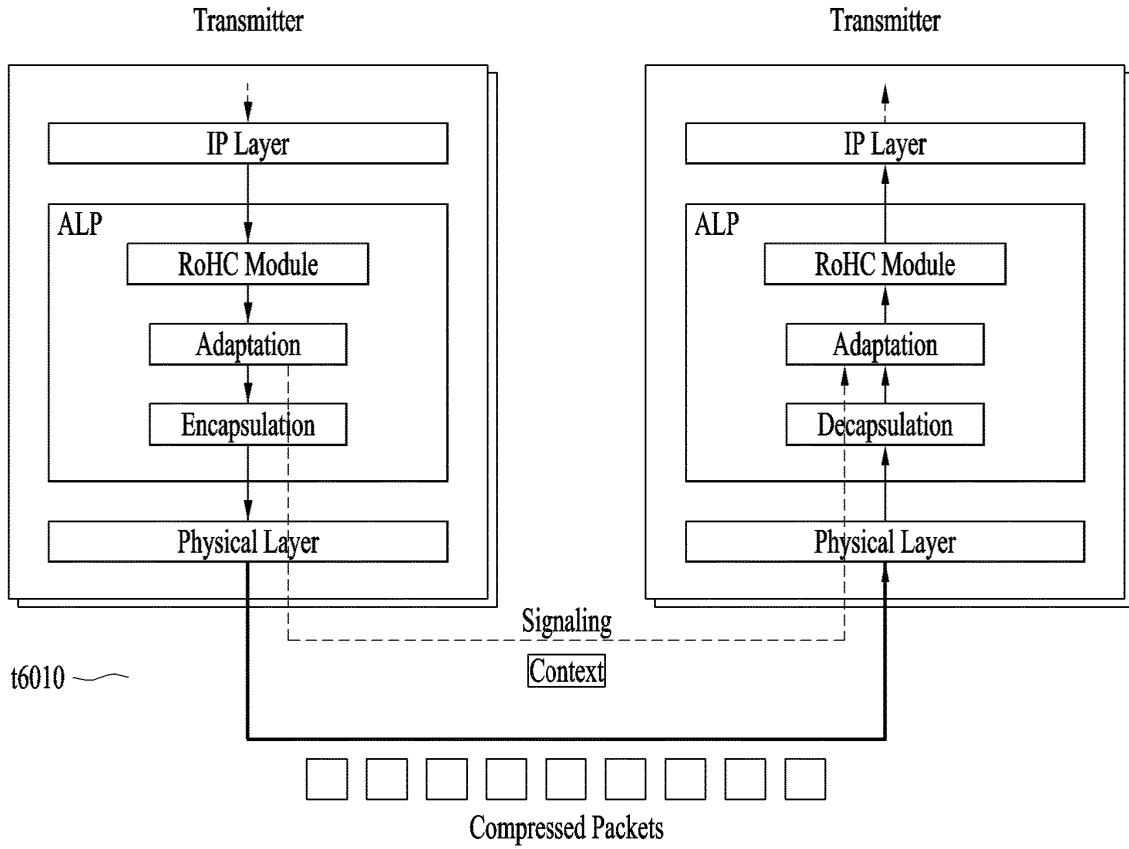 Transmitter
IP Layer
ALP
RoHC Module
Adaptation
Encapsulation
Physical Layer
Transmitter
IP Layer
ALP
RoHC Module
Adaptation
Decapsulation
Physical Layer
Signaling
Context
t6010
Compressed Packets